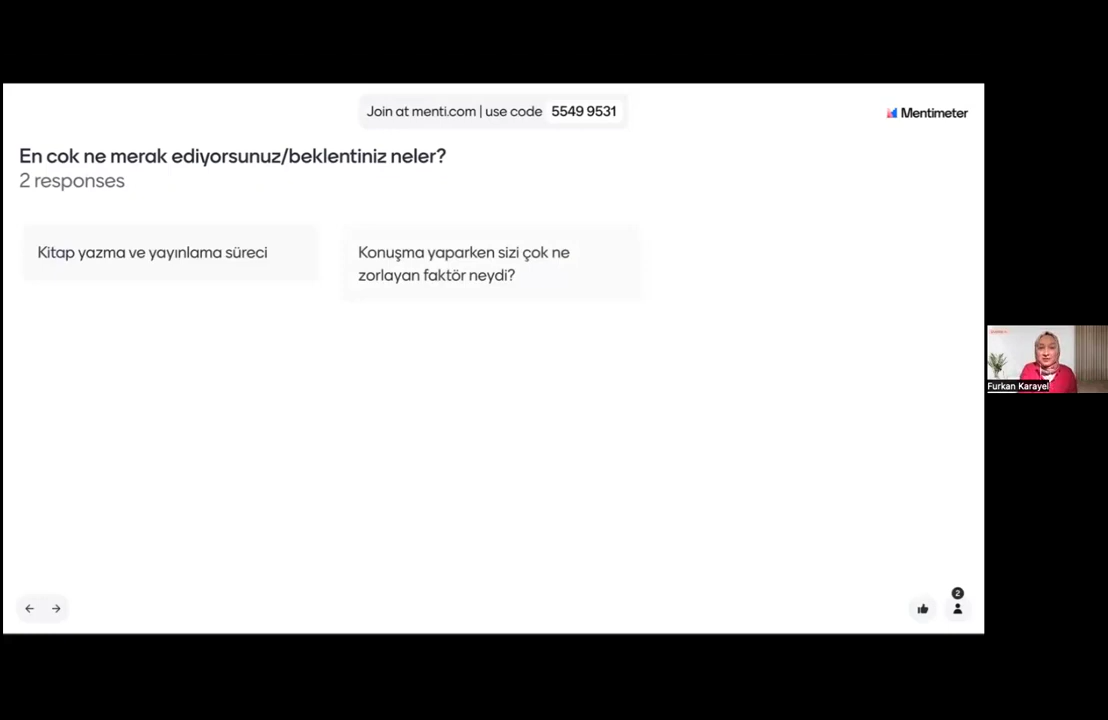 Join at menti.com | use code 5549 9531
Mentimeter
En cok ne merak ediyorsunuz/beklentiniz neler?
2 responses
Kitap yazma ve yayınlama süreci
Konuşma yaparken sizi çok ne
zorlayan faktör neydi?
Furkan Karayel
2